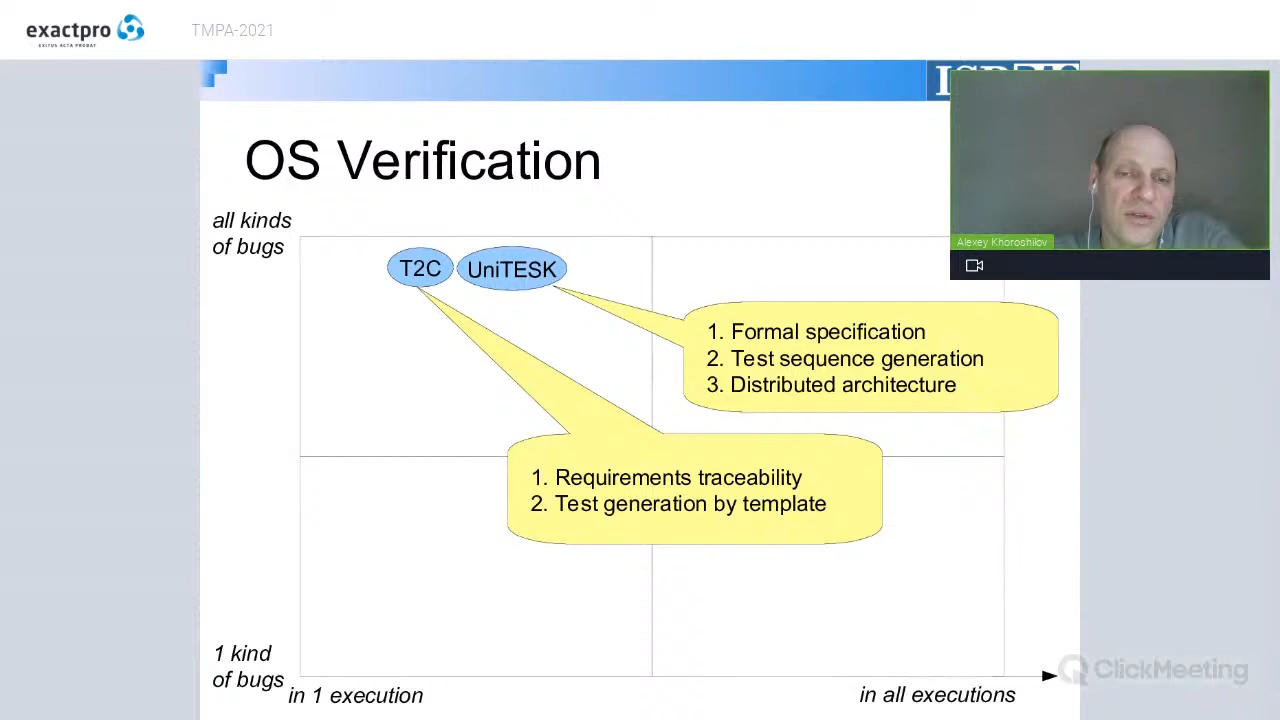 exactpro
EXITUS ACTA PROBAT
TMPA-2021
OS Verification
Alexey Khoroshilov
all kinds
of bugs
T2C
UniTESK
1. Formal specification
2. Test sequence generation
3. Distributed architecture
1. Requirements traceability
2. Test generation by template
1 kind
of bugs
in 1 execution
in all executions
ClickMeeting